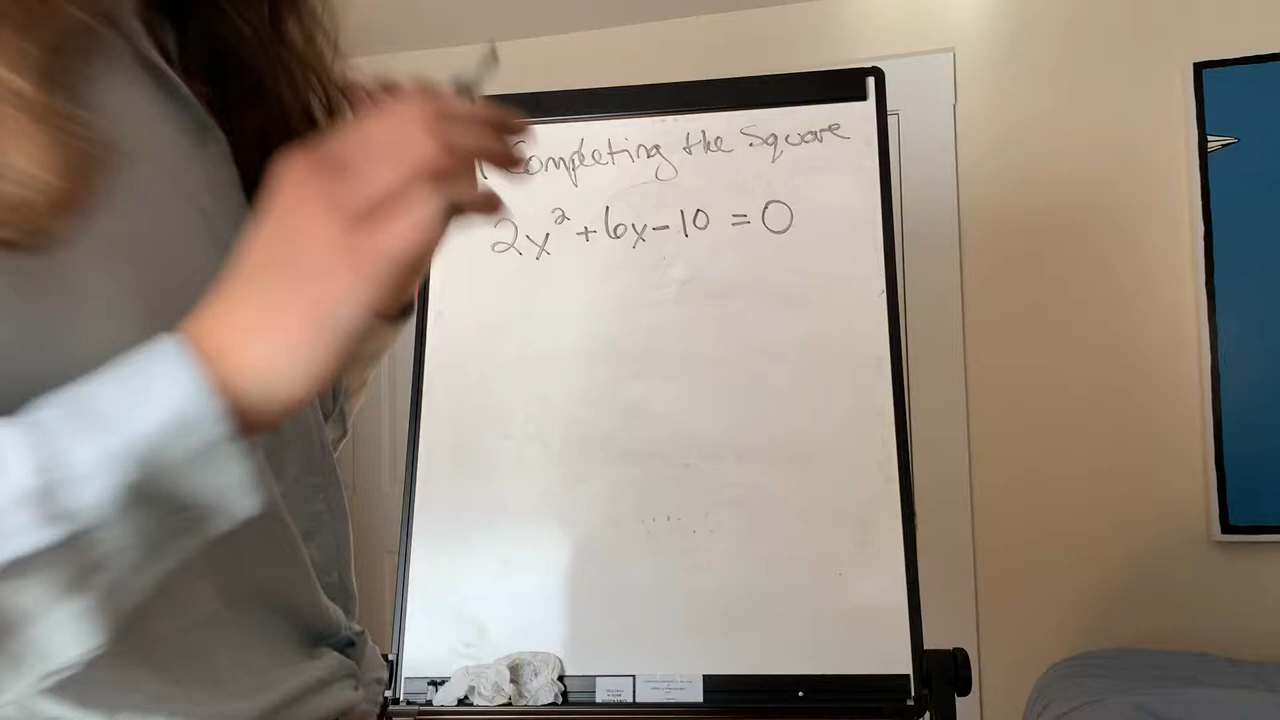 Completing the Square
2x² + 6x - 10 = 0